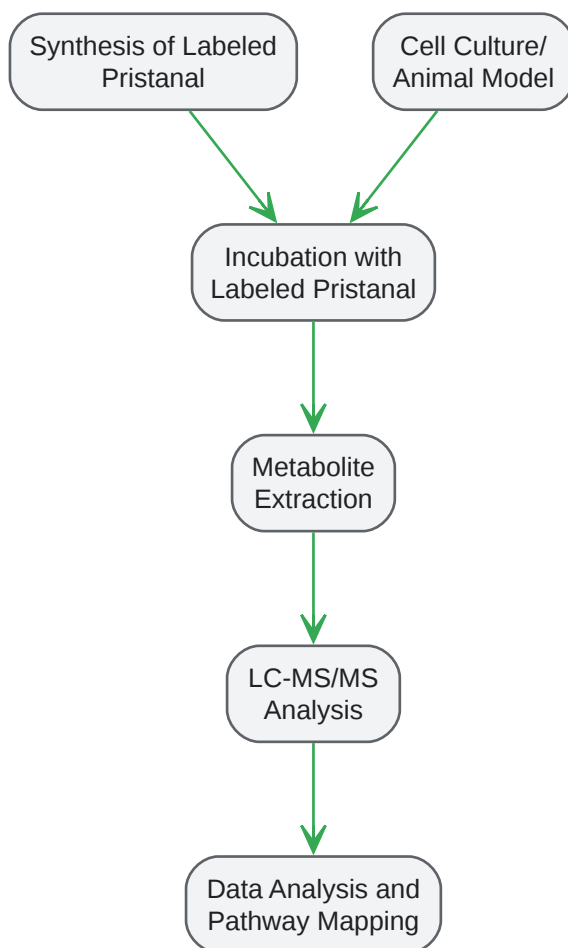 Synthesis of Labeled
Pristanal
Cell Culture/
Animal Model
Incubation with
Labeled Pristanal
Metabolite
Extraction
LC-MS/MS
Analysis
Data Analysis and
Pathway Mapping